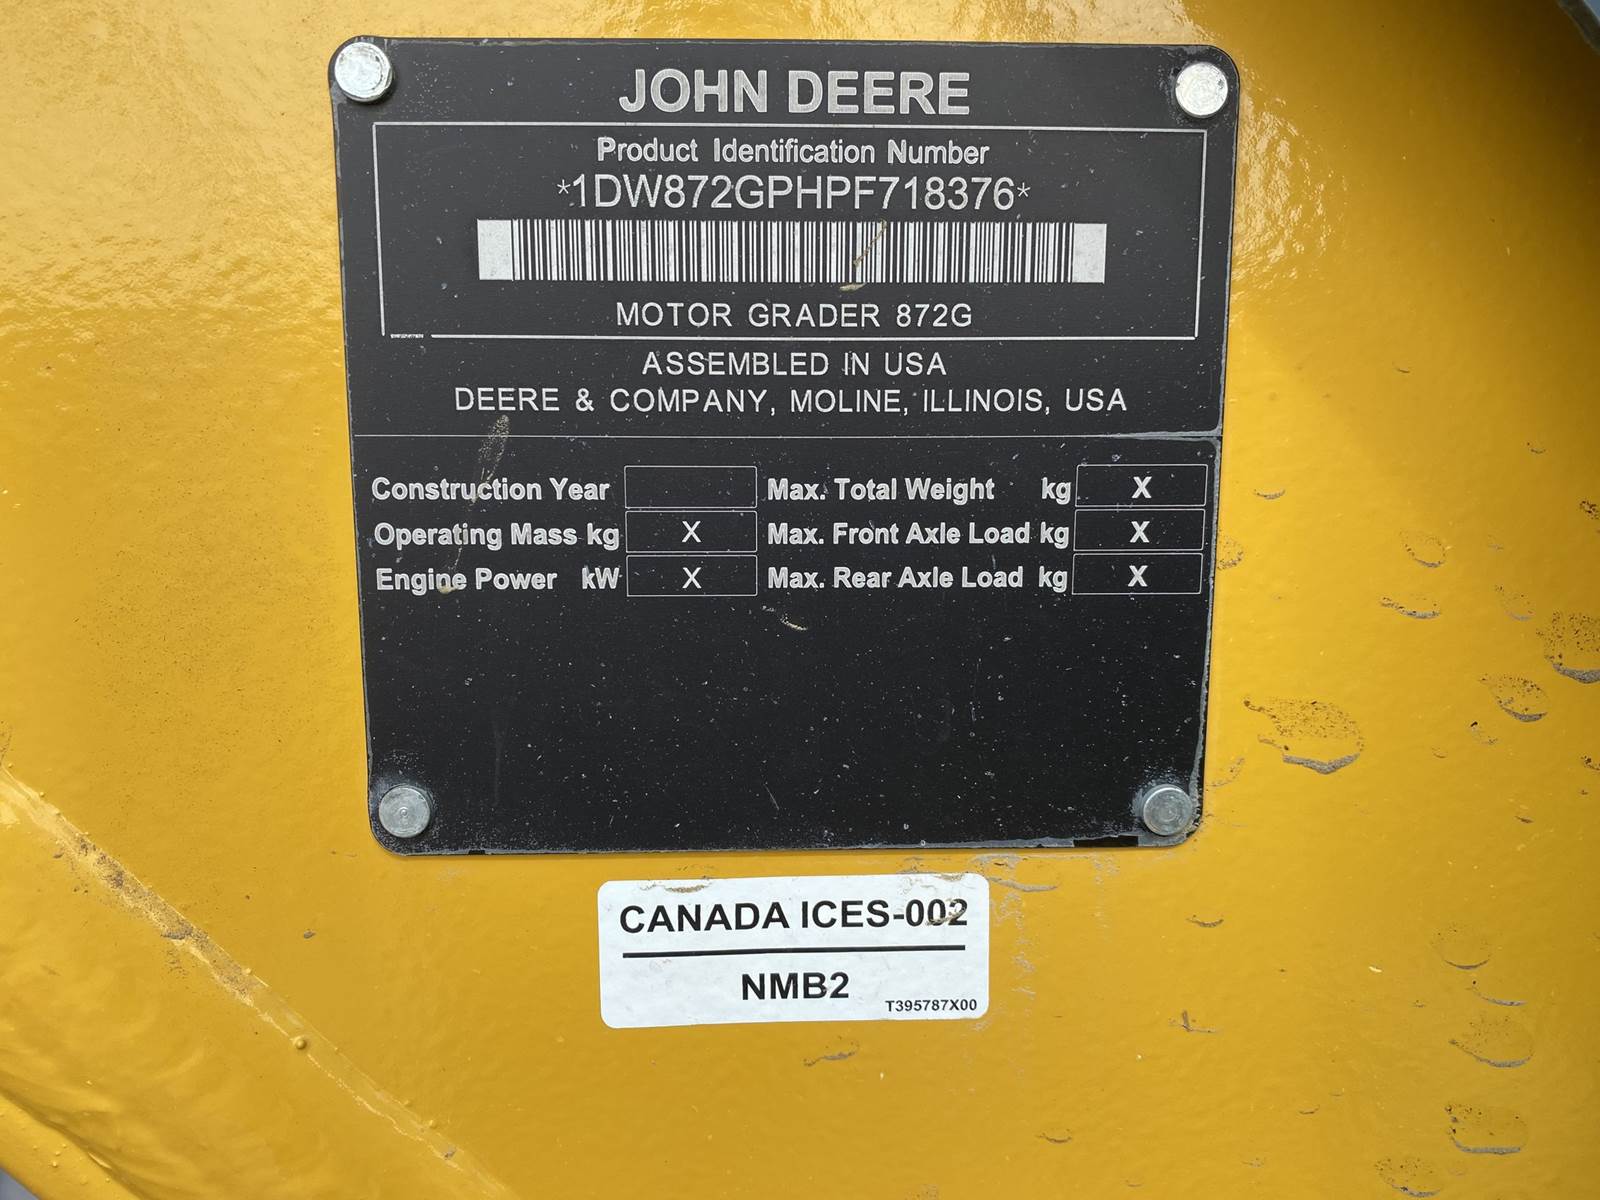 JOHN DEERE
Product Identification Number
*1DW872GPHPF718376*
MOTOR GRADER 872G
ASSEMBLED IN USA
DEERE & COMPANY, MOLINE, ILLINOIS, USA
Construction Year Max. Total Weight kg X
Operating Mass kg X Max. Front Axle Load kg X
Engine Power kW X Max. Rear Axle Load kg X
CANADA ICES-002
NMB2
T395787X00